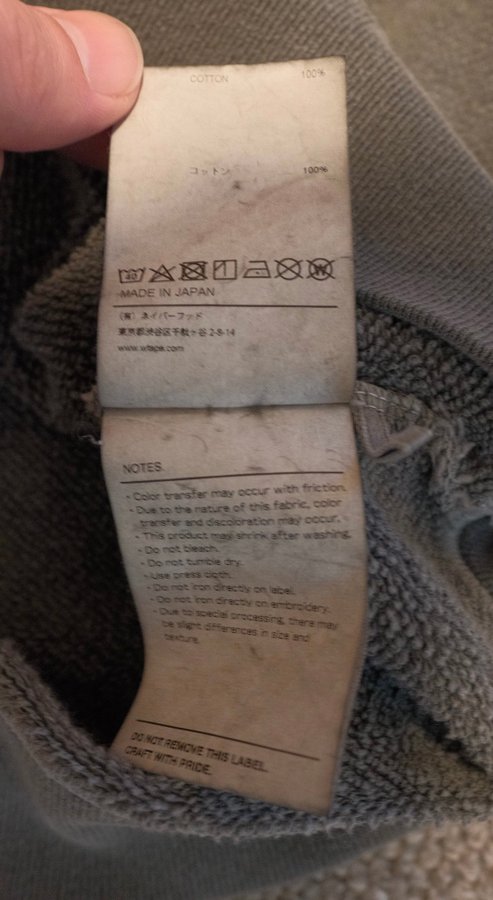 COTTON 100%
コットン 100%
40
MADE IN JAPAN
(有) ネイバーフッド
東京都渋谷区千駄ヶ谷 2-9-14
www.wtaps.com
NOTES
• Color transfer may occur with friction.
• Due to the nature of this fabric, color
transfer and discoloration may occur.
• This product may shrink after washing.
• Do not bleach.
• Do not tumble dry.
• Use press cloth.
• Do not iron directly on label.
• Do not iron directly on embroidery.
• Due to special processing, there may
be slight differences in size and
texture.
DO NOT REMOVE THIS LABEL.
CRAFT WITH PRIDE.